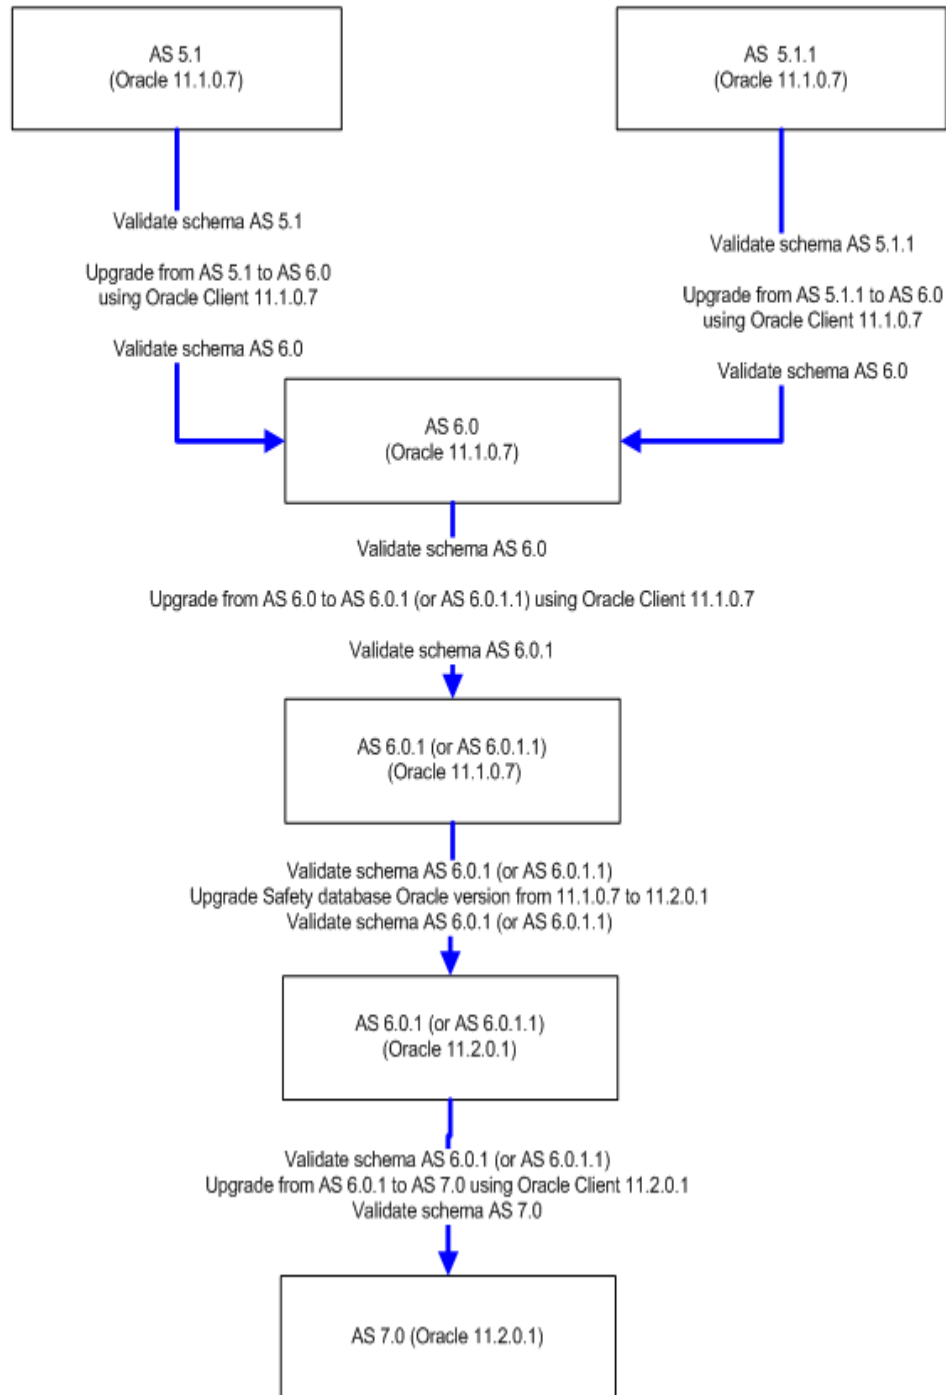 AS 5.1
(Oracle 11.1.0.7)
AS 5.1.1
(Oracle 11.1.0.7)
Validate schema AS 5.1
Upgrade from AS 5.1 to AS 6.0
using Oracle Client 11.1.0.7
Validate schema AS 6.0
Validate schema AS 5.1.1
Upgrade from AS 5.1.1 to AS 6.0
using Oracle Client 11.1.0.7
Validate schema AS 6.0
AS 6.0
(Oracle 11.1.0.7)
Validate schema AS 6.0
Upgrade from AS 6.0 to AS 6.0.1 (or AS 6.0.1.1) using Oracle Client 11.1.0.7
Validate schema AS 6.0.1
AS 6.0.1 (or AS 6.0.1.1)
(Oracle 11.1.0.7)
Validate schema AS 6.0.1 (or AS 6.0.1.1)
Upgrade Safety database Oracle version from 11.1.0.7 to 11.2.0.1
Validate schema AS 6.0.1 (or AS 6.0.1.1)
AS 6.0.1 (or AS 6.0.1.1)
(Oracle 11.2.0.1)
Validate schema AS 6.0.1 (or AS 6.0.1.1)
Upgrade from AS 6.0.1 to AS 7.0 using Oracle Client 11.2.0.1
Validate schema AS 7.0
AS 7.0 (Oracle 11.2.0.1)